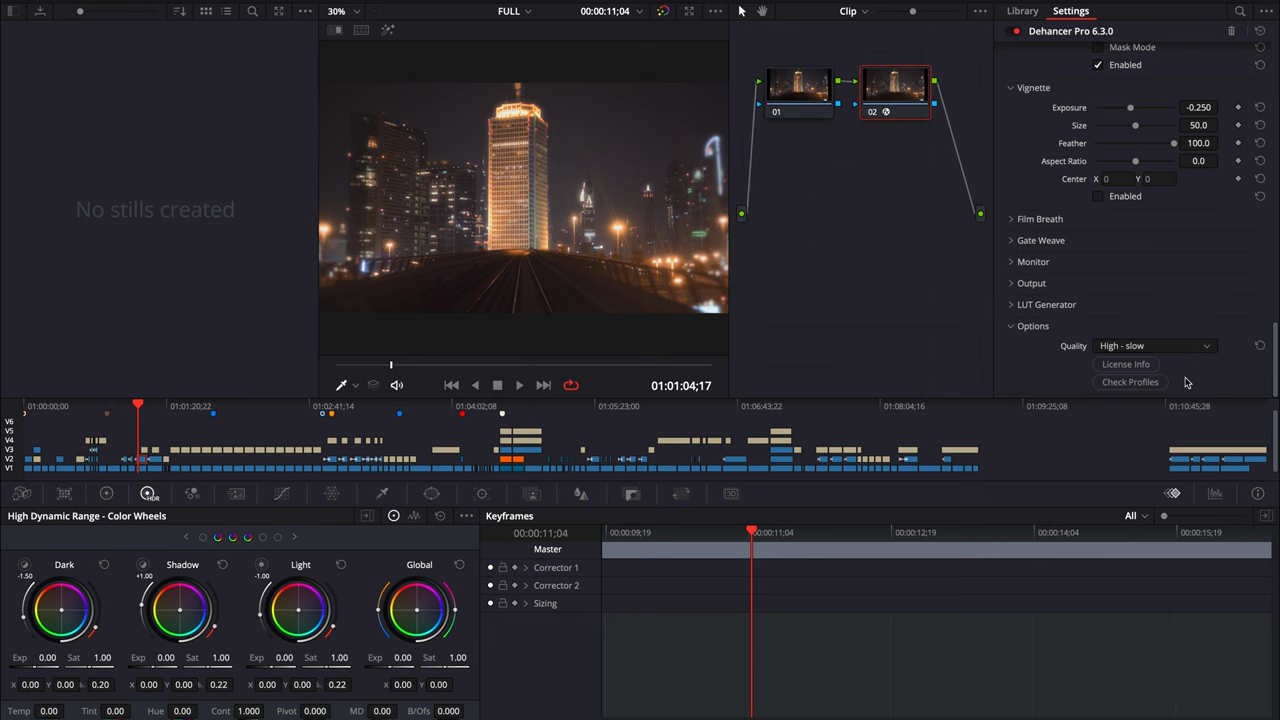 30%
FULL
00:00:11;04
Clip
Library
Settings
Dehancer Pro 6.3.0
Mask Mode
Enabled
Vignette
Exposure -0.250
Size 50.0
Feather 100.0
Aspect Ratio 0.0
Center X 0 Y 0
Enabled
Film Breath
Gate Weave
Monitor
Output
LUT Generator
Options
Quality High - slow
License Info
Check Profiles
No stills created
01
02
01:01:04;17
01:00:00;00
01:01:20;22
01:02:41;14
01:04:02;08
01:05:23;00
01:06:43;22
01:08:04;16
01:09:25;08
01:10:45;28
V6
V5
V4
V3
V2
V1
HDR
3D
High Dynamic Range - Color Wheels
Dark
-1.50
Shadow
+1.00
Light
-1.00
Global
Exp 0.00 Sat 1.00
Exp 0.00 Sat 1.00
Exp 0.00 Sat 1.00
Exp 0.00 Sat 1.00
X 0.00 Y 0.00 0.20
X 0.00 Y 0.00 0.22
X 0.00 Y 0.00 0.22
X 0.00 Y 0.00
Temp 0.00 Tint 0.00 Hue 0.00 Cont 1.000 Pivot 0.000 MD 0.00 B/Ofs 0.000
Keyframes
All
00:00:11;04
00:00:09;19
00:00:11;04
00:00:12;19
00:00:14;04
00:00:15;19
Master
Corrector 1
Corrector 2
Sizing